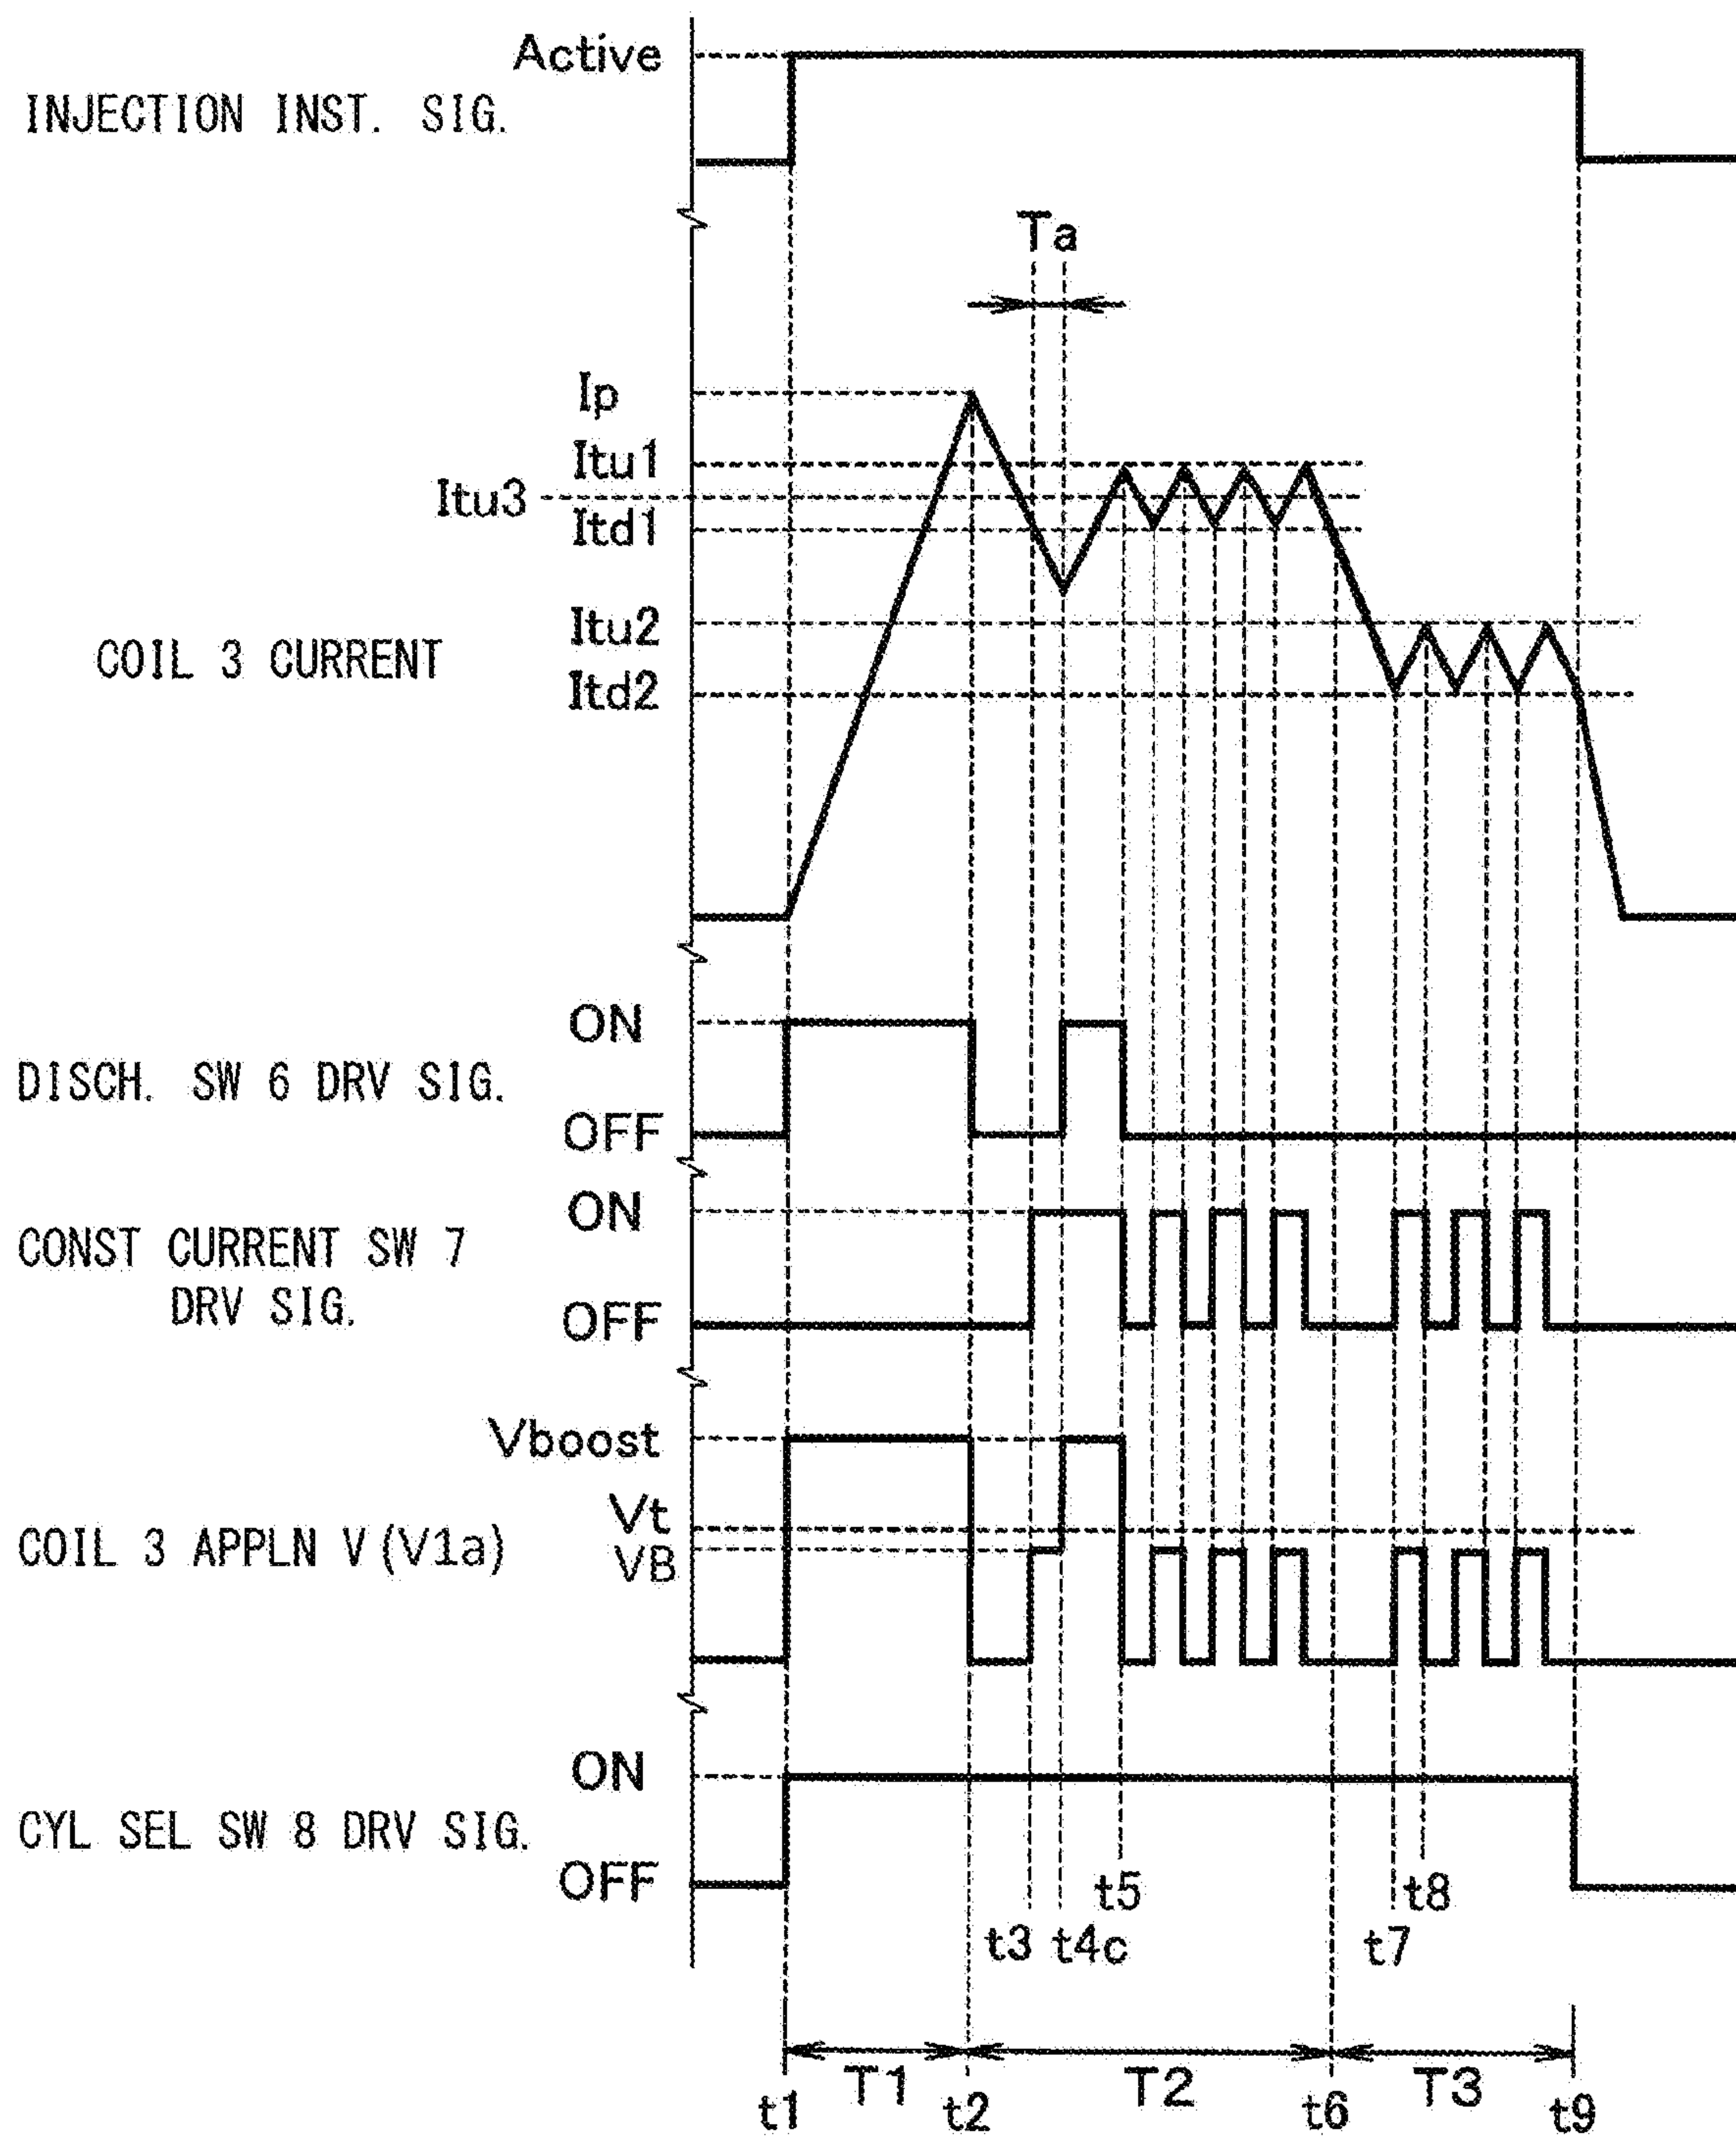 Active
INJECTION INST. SIG.
Ta
Ip
Itu1
Itu3
Itd1
Itu2
COIL 3 CURRENT
Itd2
ON
DISCH. SW 6 DRV SIG.
OFF
ON
CONST CURRENT SW 7
DRV SIG.
OFF
Vboost
Vt
COIL 3 APPLN V (V1a)
VB
ON
CYL SEL SW 8 DRV SIG.
OFF
t5 t8
t3 t4c t7
T1 T2 T3
t1 t2 t6 t9